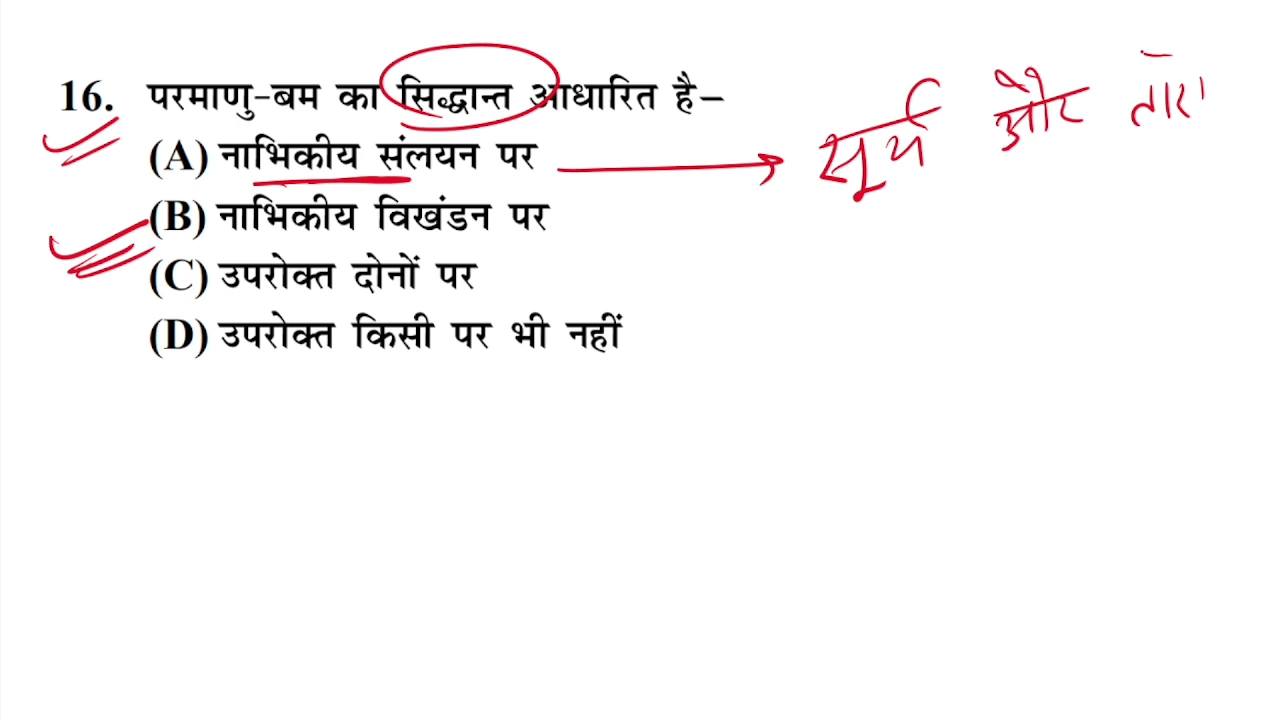 16. परमाणु-बम का सिद्धान्त आधारित है–
(A) नाभिकीय संलयन पर
सूर्य और तारा
(B) नाभिकीय विखंडन पर
(C) उपरोक्त दोनों पर
(D) उपरोक्त किसी पर भी नहीं